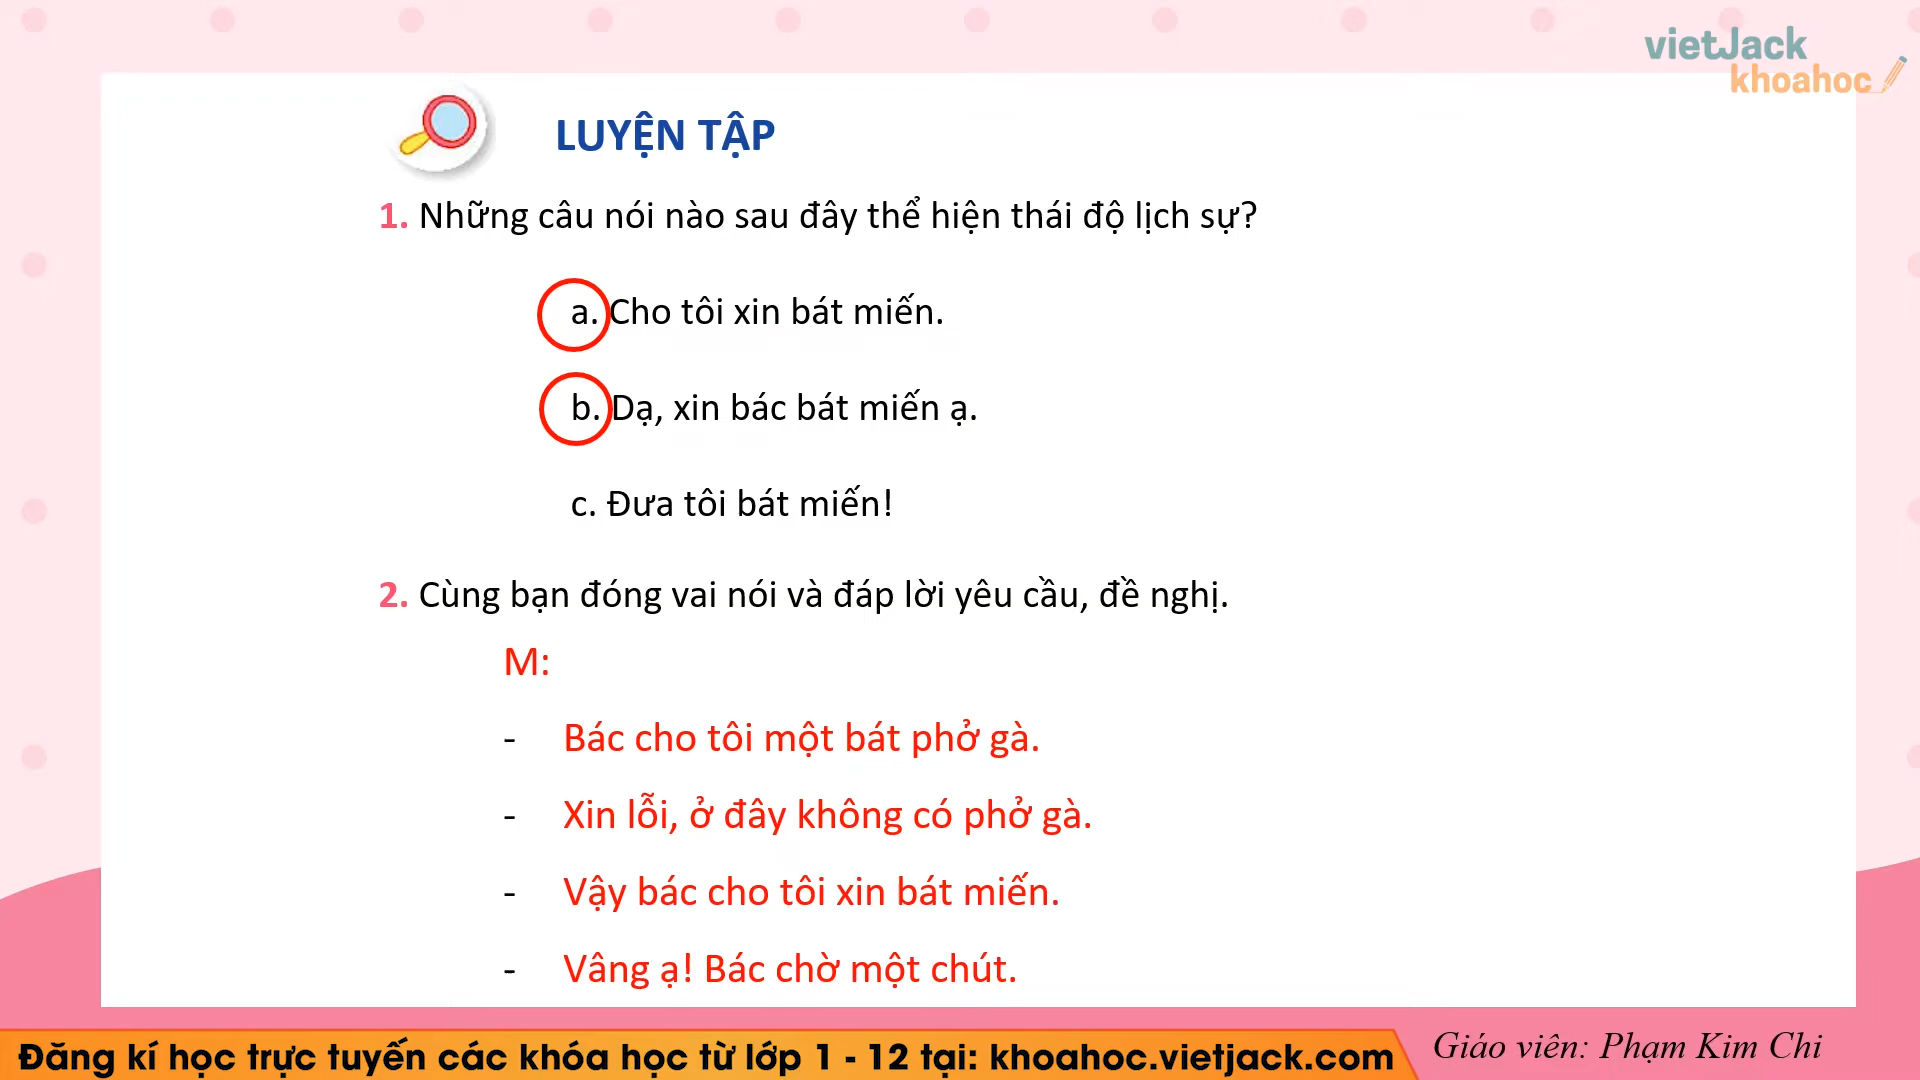 vietJack
khoahoc
LUYỆN TẬP
1. Những câu nói nào sau đây thể hiện thái độ lịch sự?
a. Cho tôi xin bát miến.
b. Dạ, xin bác bát miến ạ.
c. Đưa tôi bát miến!
2. Cùng bạn đóng vai nói và đáp lời yêu cầu, đề nghị.
M:
- Bác cho tôi một bát phở gà.
- Xin lỗi, ở đây không có phở gà.
- Vậy bác cho tôi xin bát miến.
- Vâng ạ! Bác chờ một chút.
Đăng kí học trực tuyến các khóa học từ lớp 1 - 12 tại: khoahoc.vietjack.com
Giáo viên: Phạm Kim Chi